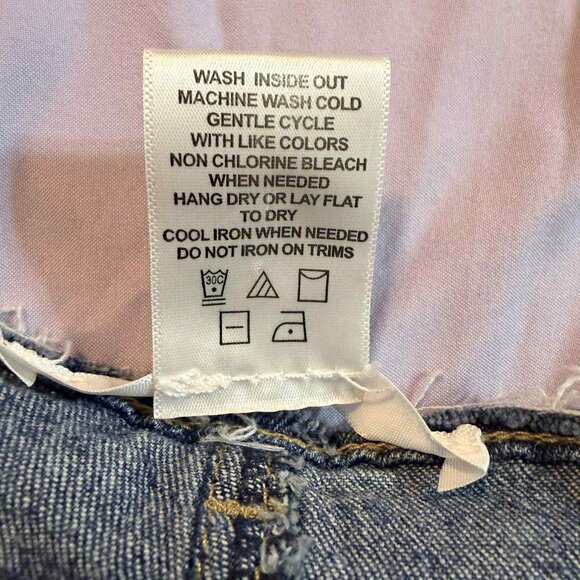 WASH INSIDE OUT
MACHINE WASH COLD
GENTLE CYCLE
WITH LIKE COLORS
NON CHLORINE BLEACH
WHEN NEEDED
HANG DRY OR LAY FLAT
TO DRY
COOL IRON WHEN NEEDED
DO NOT IRON ON TRIMS
30C